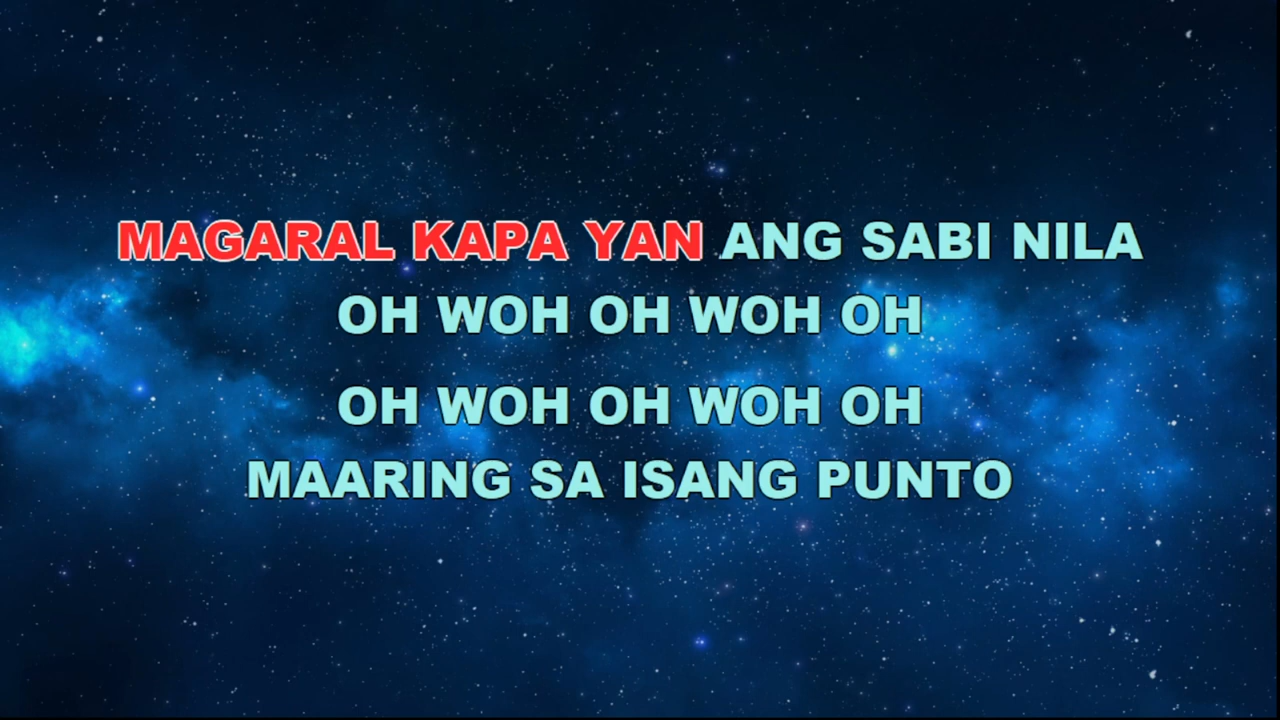 MAGARAL KAPA YAN ANG SABI NILA
OH WOH OH WOH OH
OH WOH OH WOH OH
MAARING SA ISANG PUNTO